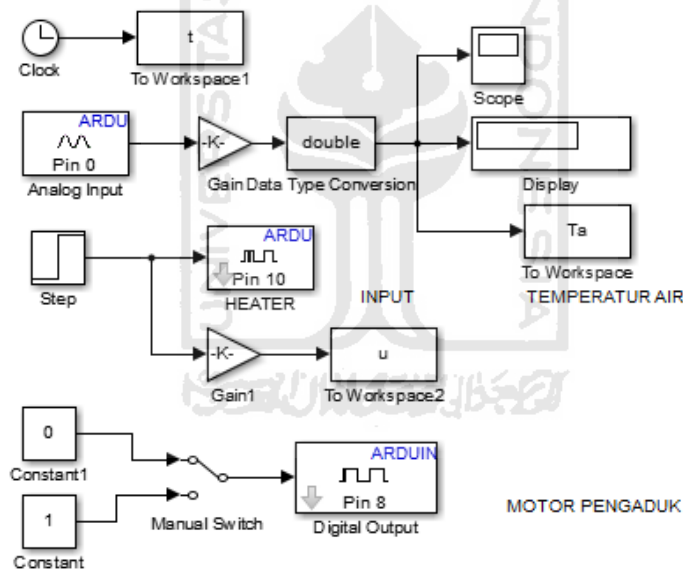 t
Clock
To Workspace1
Scope
ARDU
Pin 0
Analog Input
-K-
Gain
double
Data Type Conversion
Display
Ta
To Workspace
TEMPERATUR AIR
Step
ARDU
Pin 10
HEATER
INPUT
-K-
Gain1
u
To Workspace2
0
Constant1
1
Constant
Manual Switch
ARDUIN
Pin 8
Digital Output
MOTOR PENGADUK